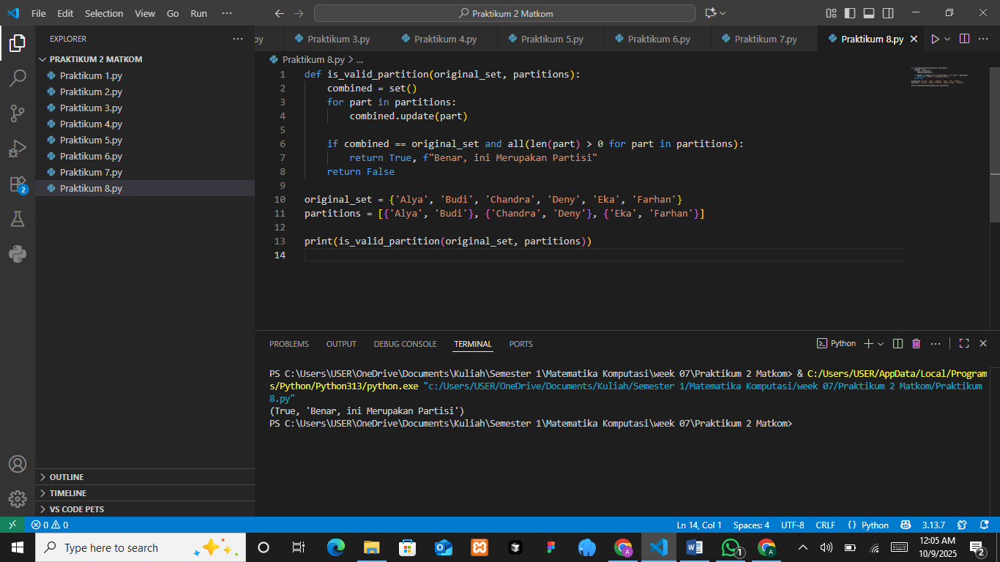 File Edit Selection View Go Run ··· Praktikum 2 Matkom
EXPLORER ···
PRAKTIKUM 2 MATKOM
Praktikum 1.py
Praktikum 2.py
Praktikum 3.py
Praktikum 4.py
Praktikum 5.py
Praktikum 6.py
Praktikum 7.py
Praktikum 8.py
OUTLINE
TIMELINE
VS CODE PETS
2
py Praktikum 3.py Praktikum 4.py Praktikum 5.py Praktikum 6.py Praktikum 7.py Praktikum 8.py
Praktikum 8.py > ...
1 def is_valid_partition(original_set, partitions):
2     combined = set()
3     for part in partitions:
4         combined.update(part)
5
6     if combined == original_set and all(len(part) > 0 for part in partitions):
7         return True, f"Benar, ini Merupakan Partisi"
8     return False
9
10 original_set = {'Alya', 'Budi', 'Chandra', 'Deny', 'Eka', 'Farhan'}
11 partitions = [{'Alya', 'Budi'}, {'Chandra', 'Deny'}, {'Eka', 'Farhan'}]
12
13 print(is_valid_partition(original_set, partitions))
14
PROBLEMS OUTPUT DEBUG CONSOLE TERMINAL PORTS Python
PS C:\Users\USER\OneDrive\Documents\Kuliah\Semester 1\Matematika Komputasi\week 07\Praktikum 2 Matkom> & C:/Users/USER/AppData/Local/Program
s/Python/Python313/python.exe "c:/Users/USER/OneDrive/Documents/Kuliah/Semester 1/Matematika Komputasi/week 07/Praktikum 2 Matkom/Praktikum
8.py"
(True, 'Benar, ini Merupakan Partisi')
PS C:\Users\USER\OneDrive\Documents\Kuliah\Semester 1\Matematika Komputasi\week 07\Praktikum 2 Matkom>
0 0 Ln 14, Col 1 Spaces: 4 UTF-8 CRLF {} Python 3.13.7
Type here to search
A
1
A
12:05 AM
10/9/2025
2